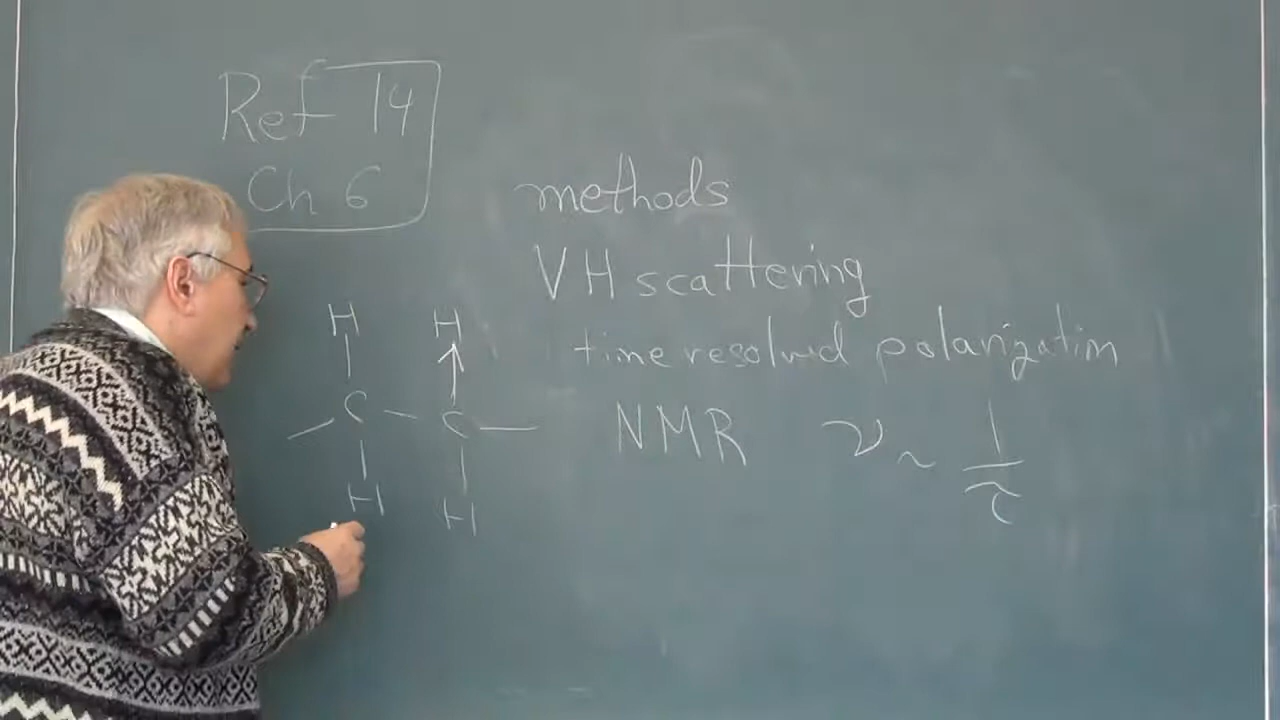 Ref 14
Ch 6
methods
VH scattering
time resolved polarization
NMR ν ~ 1/τ
H H
C - C -
H H